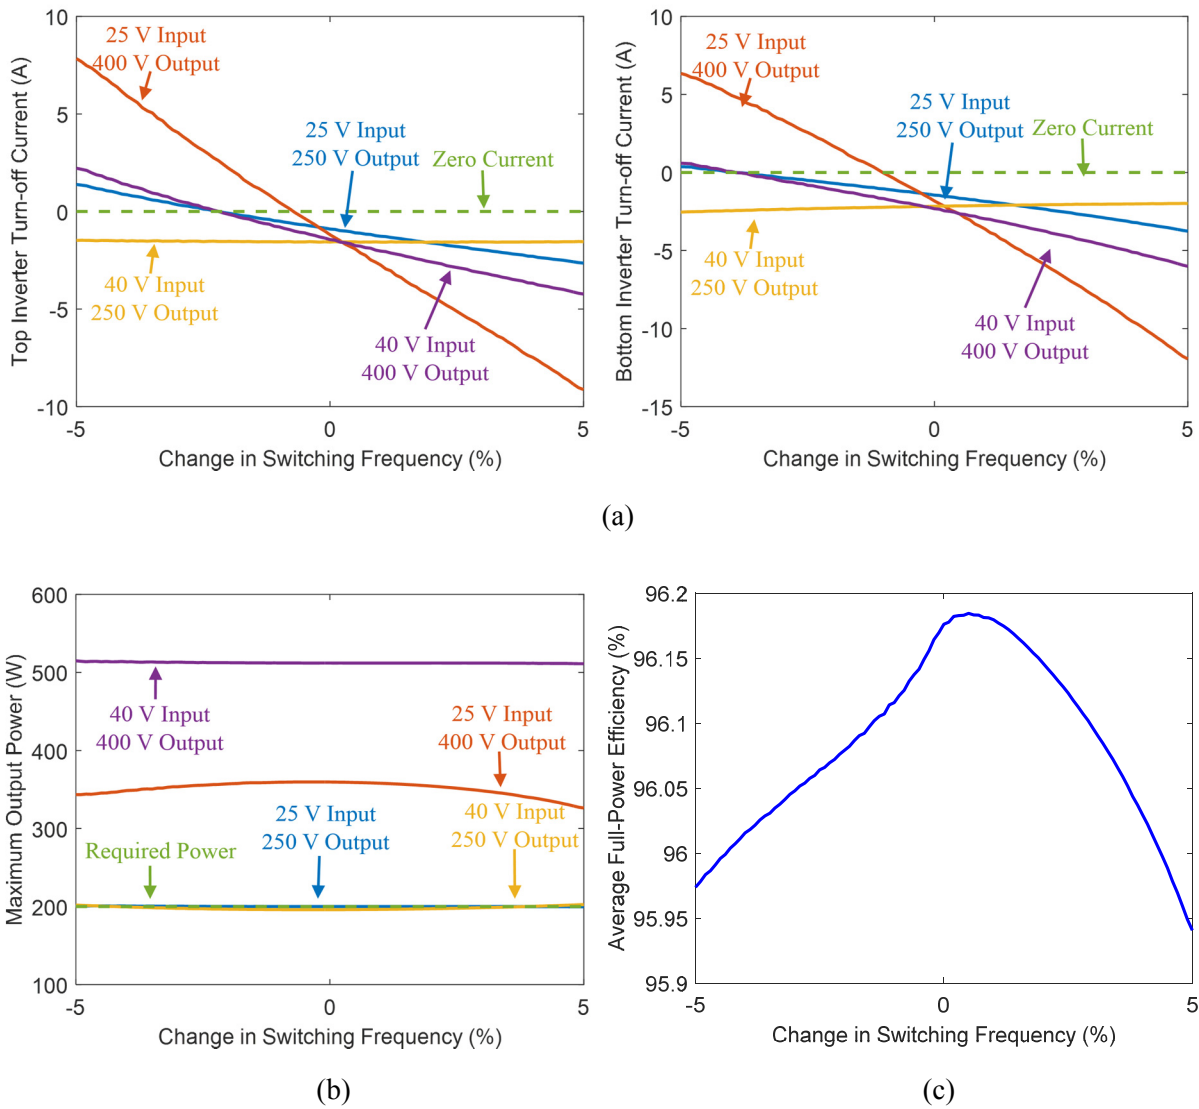 10
5
0
-5
-10
-5
0
5
Top Inverter Turn-off Current (A)
Change in Switching Frequency (%)
25 V Input
400 V Output
25 V Input
250 V Output
Zero Current
40 V Input
250 V Output
40 V Input
400 V Output
10
5
0
-5
-10
-15
-5
0
5
Bottom Inverter Turn-off Current (A)
Change in Switching Frequency (%)
25 V Input
400 V Output
25 V Input
250 V Output
Zero Current
40 V Input
250 V Output
40 V Input
400 V Output
(a)
600
500
400
300
200
100
-5
0
5
Maximum Output Power (W)
Change in Switching Frequency (%)
40 V Input
400 V Output
25 V Input
400 V Output
25 V Input
250 V Output
40 V Input
250 V Output
Required Power
(b)
96.2
96.15
96.1
96.05
96
95.95
95.9
-5
0
5
Average Full-Power Efficiency (%)
Change in Switching Frequency (%)
(c)